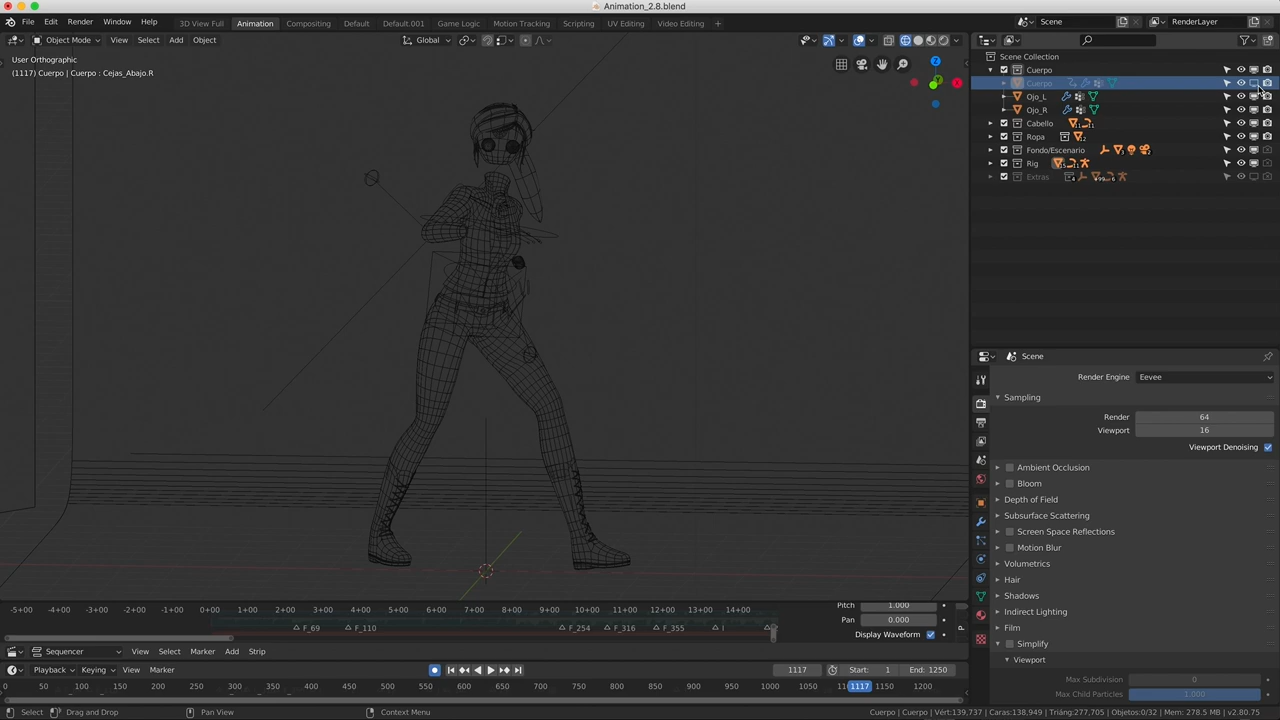 Animation_2.8.blend
File Edit Render Window Help 3D View Full Animation Compositing Default Default.001 Game Logic Motion Tracking Scripting UV Editing Video Editing + Scene RenderLayer
Object Mode View Select Add Object Global
User Orthographic
(1117) Cuerpo | Cuerpo : Cejas_Abajo.R
Scene Collection
Cuerpo
Cuerpo
Ojo_L
Ojo_R
Cabello
Ropa
Fondo/Escenario
Rig
Extras
Scene
Render Engine Eevee
Sampling
Render 64
Viewport 16
Viewport Denoising
Ambient Occlusion
Bloom
Depth of Field
Subsurface Scattering
Screen Space Reflections
Motion Blur
Volumetrics
Hair
Shadows
Indirect Lighting
Film
Simplify
Viewport
Max Subdivision 0
Max Child Particles 1.000
-5+00 -4+00 -3+00 -2+00 -1+00 0+00 1+00 2+00 3+00 4+00 5+00 6+00 7+00 8+00 9+00 10+00 11+00 12+00 13+00 14+00
F_69 F_110 F_254 F_316 F_355
Pitch 1.000
Pan 0.000
Display Waveform
Sequencer View Select Marker Add Strip
Playback Keying View Marker 1117 Start: 1 End: 1250
0 50 100 150 200 250 300 350 400 450 500 550 600 650 700 750 800 850 900 950 1000 1050 1117 1150 1200
Select Drag and Drop Pan View Context Menu Cuerpo | Cuerpo | Vért:139,737 | Caras:138,949 | Triáng:277,705 | Objetos:0/32 | Mem: 278.5 MB | v2.80.75